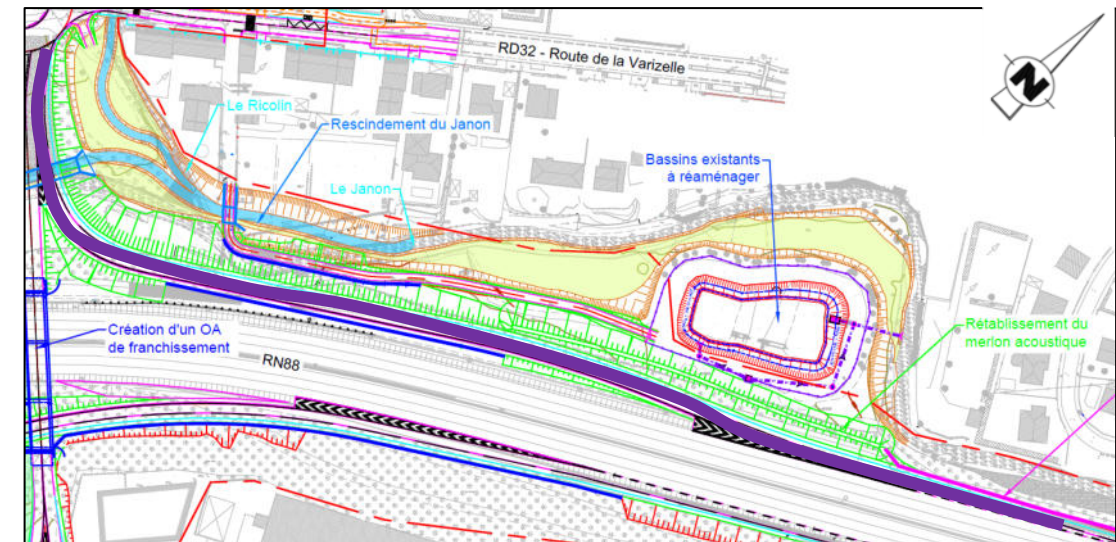 RD32 - Route de la Varizelle
N
Le Ricolin
Rescindement du Janon
Bassins existants
à réaménager
Le Janon
Création d'un OA
de franchissement
RN88
Rétablissement du
merlon acoustique